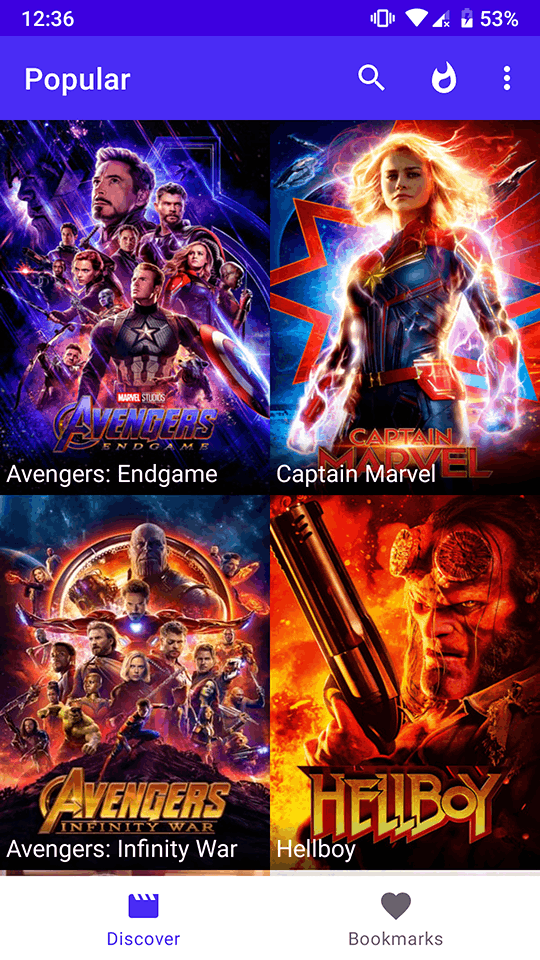 12:36
53%
Popular
MARVEL STUDIOS
AVENGERS
ENDGAME
Avengers: Endgame
CAPTAIN
MARVEL
Captain Marvel
AVENGERS
INFINITY WAR
Avengers: Infinity War
HELLBOY
Hellboy
Discover
Bookmarks